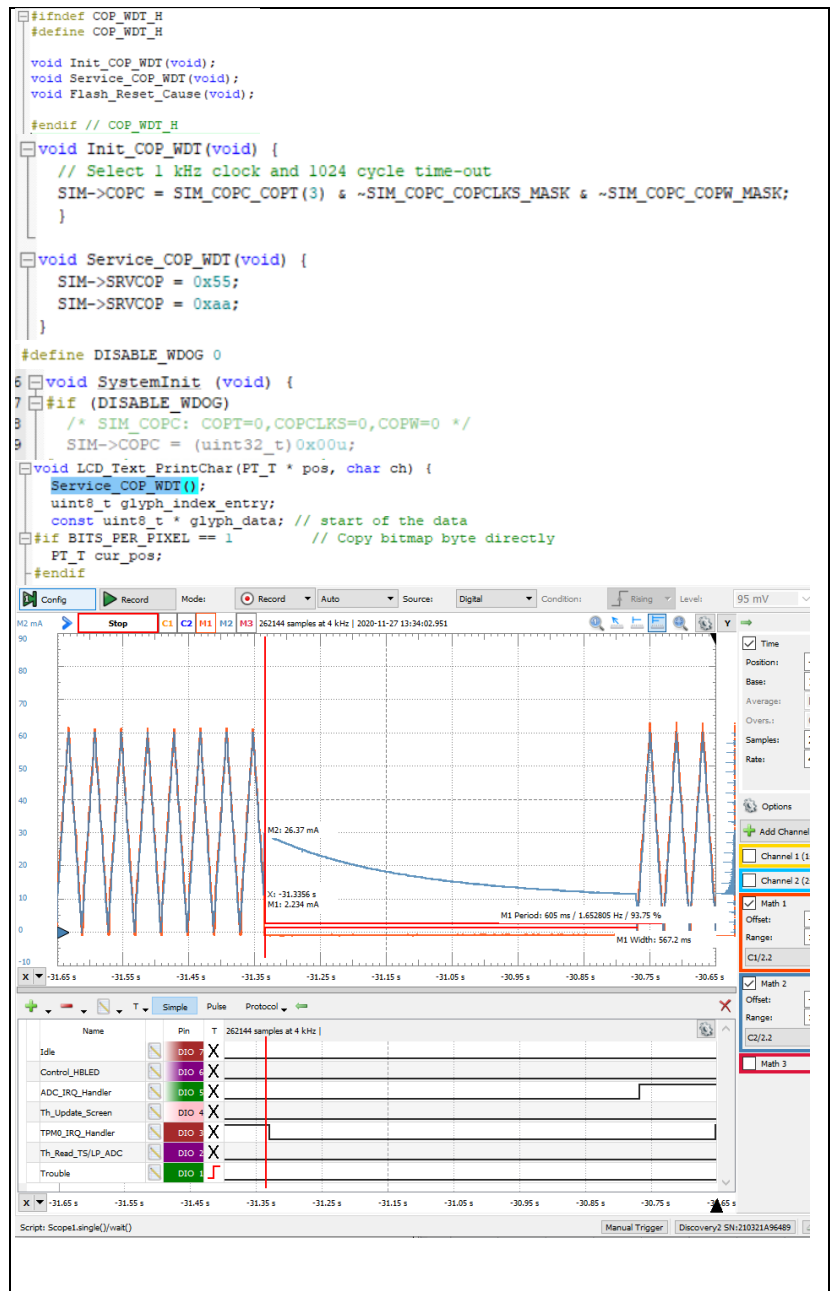 #ifndef COP_WDT_H
#define COP_WDT_H
void Init_COP_WDT(void);
void Service_COP_WDT(void);
void Flash_Reset_Cause(void);
#endif // COP_WDT_H
void Init_COP_WDT(void) {
// Select 1 kHz clock and 1024 cycle time-out
SIM->COPC = SIM_COPC_COPT(3) & ~SIM_COPC_COPCLKS_MASK & ~SIM_COPC_COPW_MASK;
}
void Service_COP_WDT(void) {
SIM->SRVCOP = 0x55;
SIM->SRVCOP = 0xaa;
}
#define DISABLE_WDOG 0
6 void SystemInit (void) {
7 #if (DISABLE_WDOG)
8 /* SIM_COPC: COPT=0,COPCLKS=0,COPW=0 */
9 SIM->COPC = (uint32_t)0x00u;
void LCD_Text_PrintChar(PT_T * pos, char ch) {
Service_COP_WDT();
uint8_t glyph_index_entry;
const uint8_t * glyph_data; // start of the data
#if BITS_PER_PIXEL == 1 // Copy bitmap byte directly
PT_T cur_pos;
#endif
Config Record Mode: Record Auto Source: Digital Condition: Rising Level: 95 mV
M2 mA Stop C1 C2 M1 M2 M3 262144 samples at 4 kHz | 2020-11-27 13:34:02.951 Y
90
80
70
60
50
40
30
20
10
0
-10
M2: 26.37 mA
X: -31.3356 s
M1: 2.234 mA
M1 Period: 605 ms / 1.652805 Hz / 93.75 %
M1 Width: 567.2 ms
X -31.65 s -31.55 s -31.45 s -31.35 s -31.25 s -31.15 s -31.05 s -30.95 s -30.85 s -30.75 s -30.65 s
Time
Position:
Base:
Average:
Overs.:
Samples:
Rate:
Options
Add Channel
Channel 1 (1
Channel 2 (2
Math 1
Offset:
Range:
C1/2.2
Math 2
Offset:
Range:
C2/2.2
Math 3
T Simple Pulse Protocol
Name Pin T 262144 samples at 4 kHz |
Idle DIO 7 X
Control_HBLED DIO 6 X
ADC_IRQ_Handler DIO 5 X
Th_Update_Screen DIO 4 X
TPM0_IRQ_Handler DIO 3 X
Th_Read_TS/LP_ADC DIO 2 X
Trouble DIO 1
X -31.65 s -31.55 s -31.45 s -31.35 s -31.25 s -31.15 s -31.05 s -30.95 s -30.85 s -30.75 s
Script: Scope1.single()/wait() Manual Trigger Discovery2 SN:210321A96489